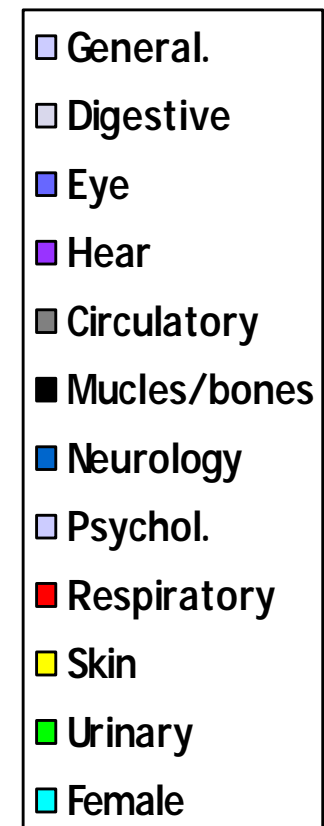 General.
Digestive
Eye
Hear
Circulatory
Mucles/bones
Neurology
Psychol.
Respiratory
Skin
Urinary
Female